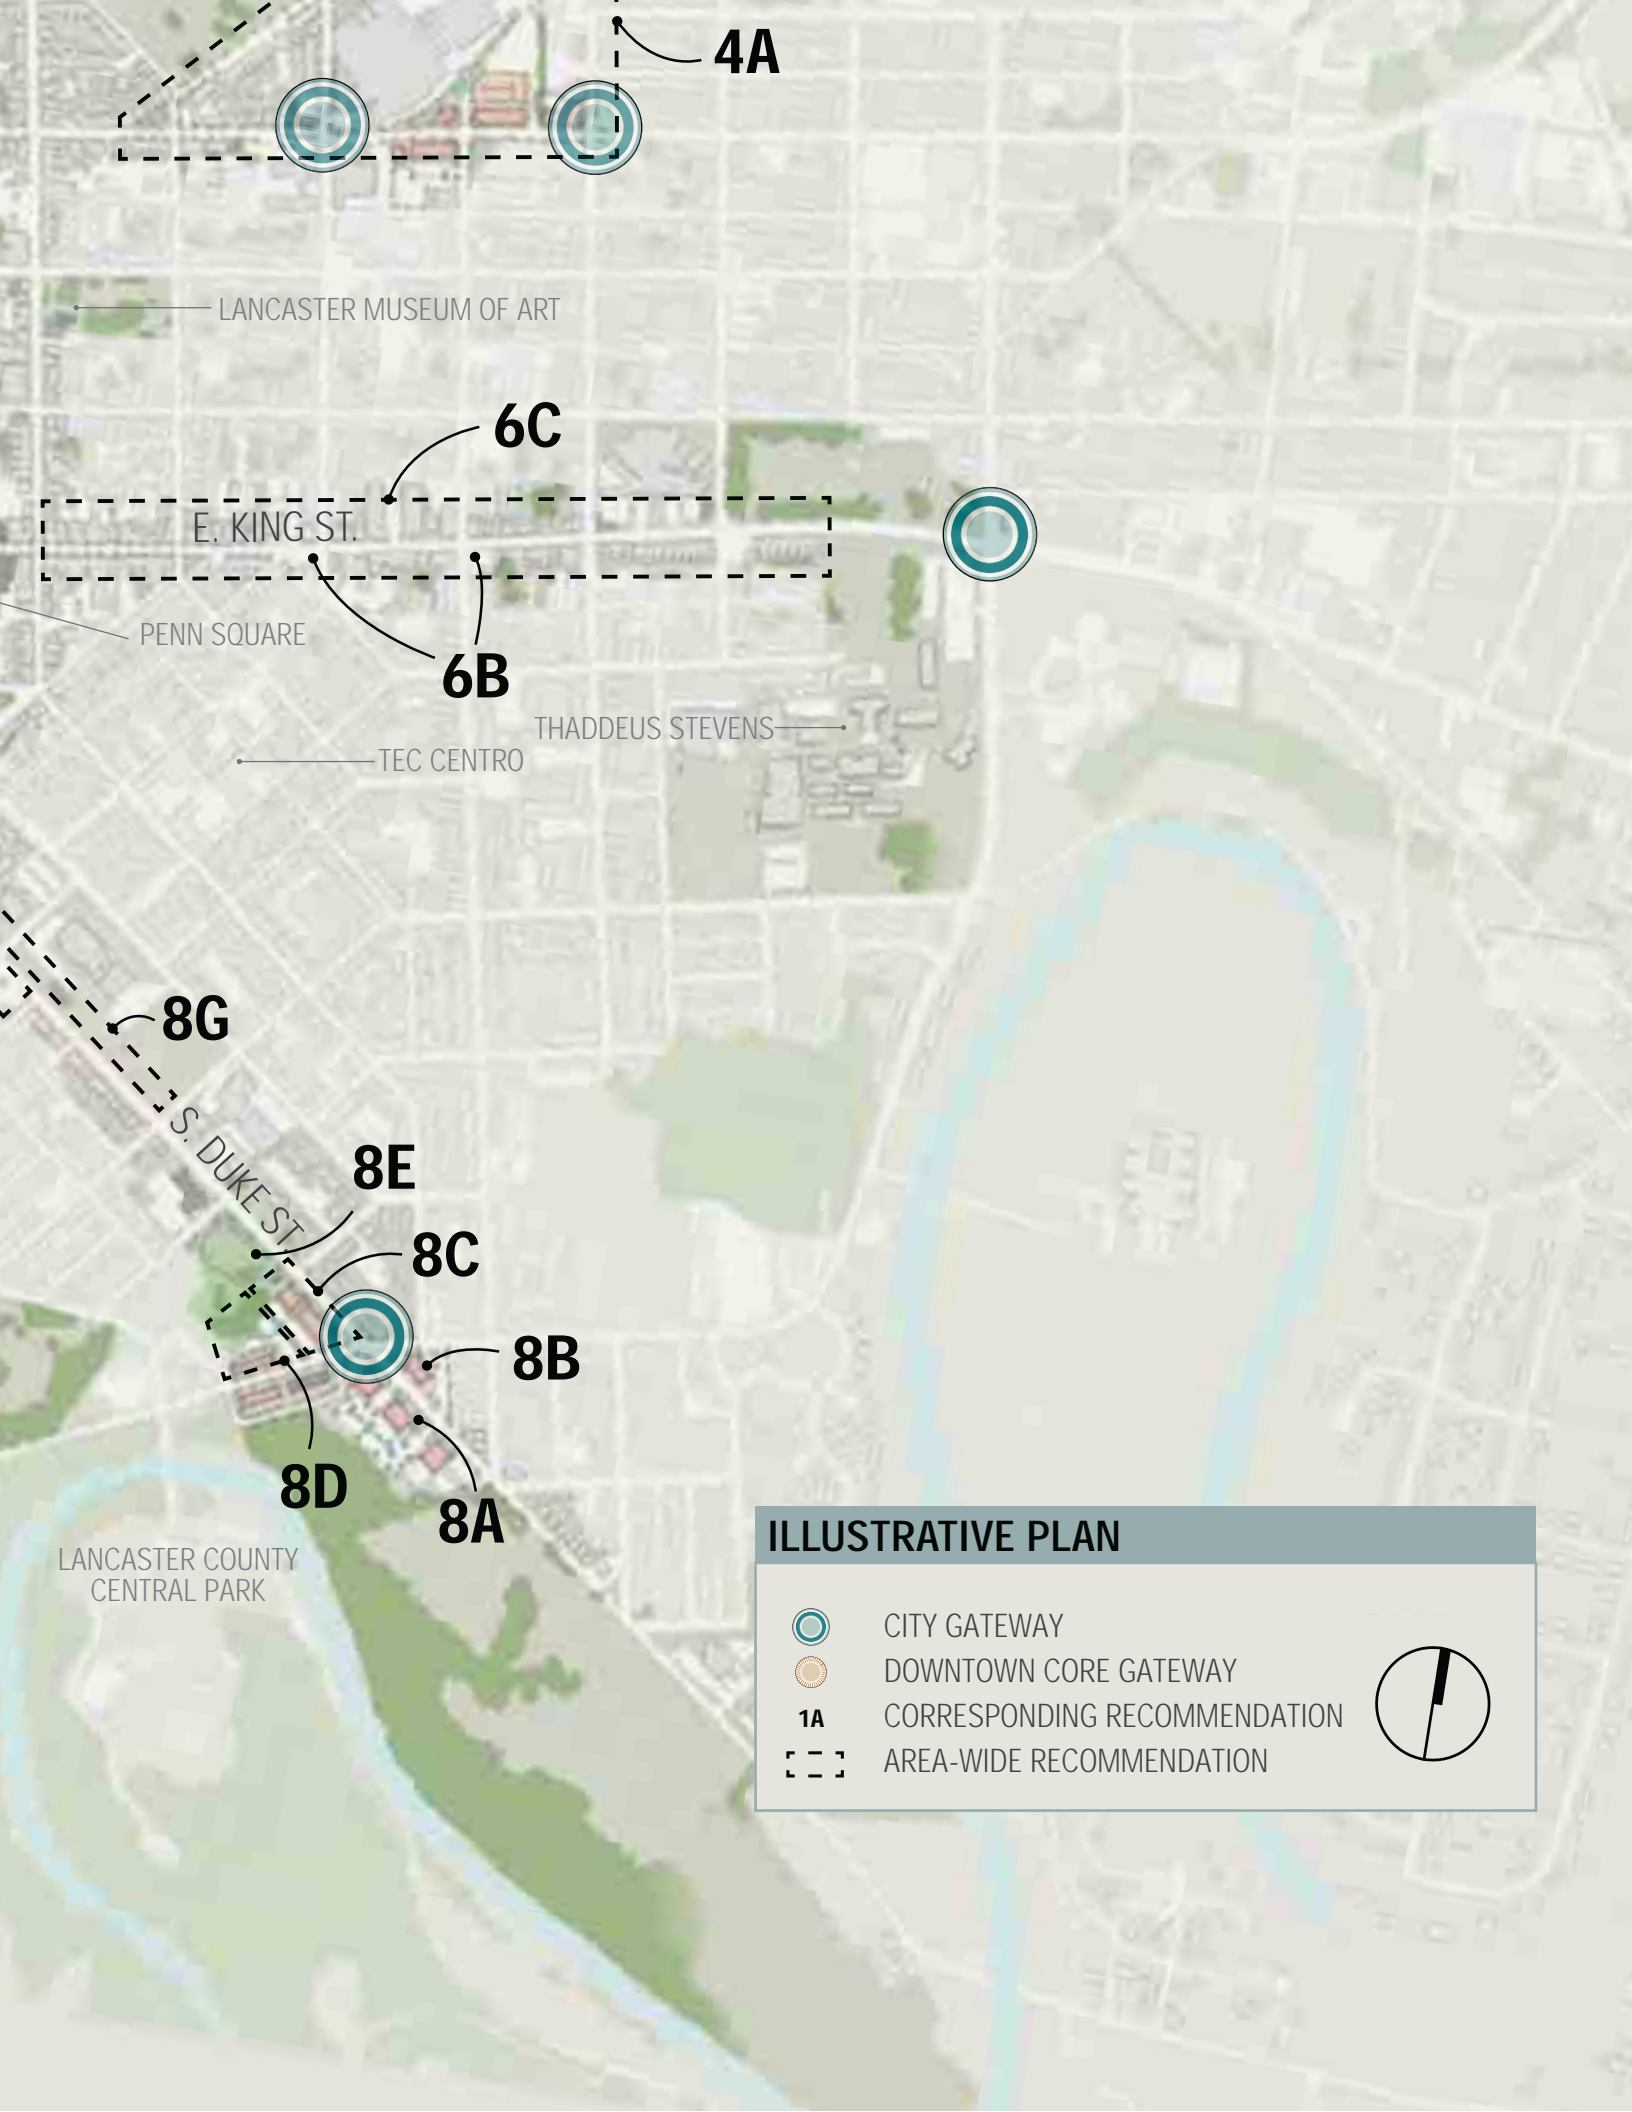 4A
LANCASTER MUSEUM OF ART
6C
E. KING ST.
PENN SQUARE
6B
THADDEUS STEVENS
TEC CENTRO
8G
S. DUKE ST.
8E
8C
8B
8D
8A
LANCASTER COUNTY
CENTRAL PARK
ILLUSTRATIVE PLAN
CITY GATEWAY
DOWNTOWN CORE GATEWAY
1A CORRESPONDING RECOMMENDATION
AREA-WIDE RECOMMENDATION